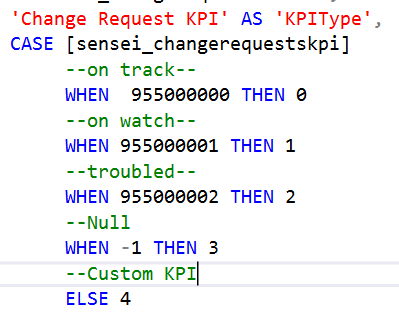 'Change Request KPI' AS 'KPIType',
CASE [sensei_changerequestskpi]
--on track--
WHEN  955000000 THEN 0
--on watch--
WHEN 955000001 THEN 1
--troubled--
WHEN 955000002 THEN 2
--Null
WHEN -1 THEN 3
--Custom KPI
ELSE 4